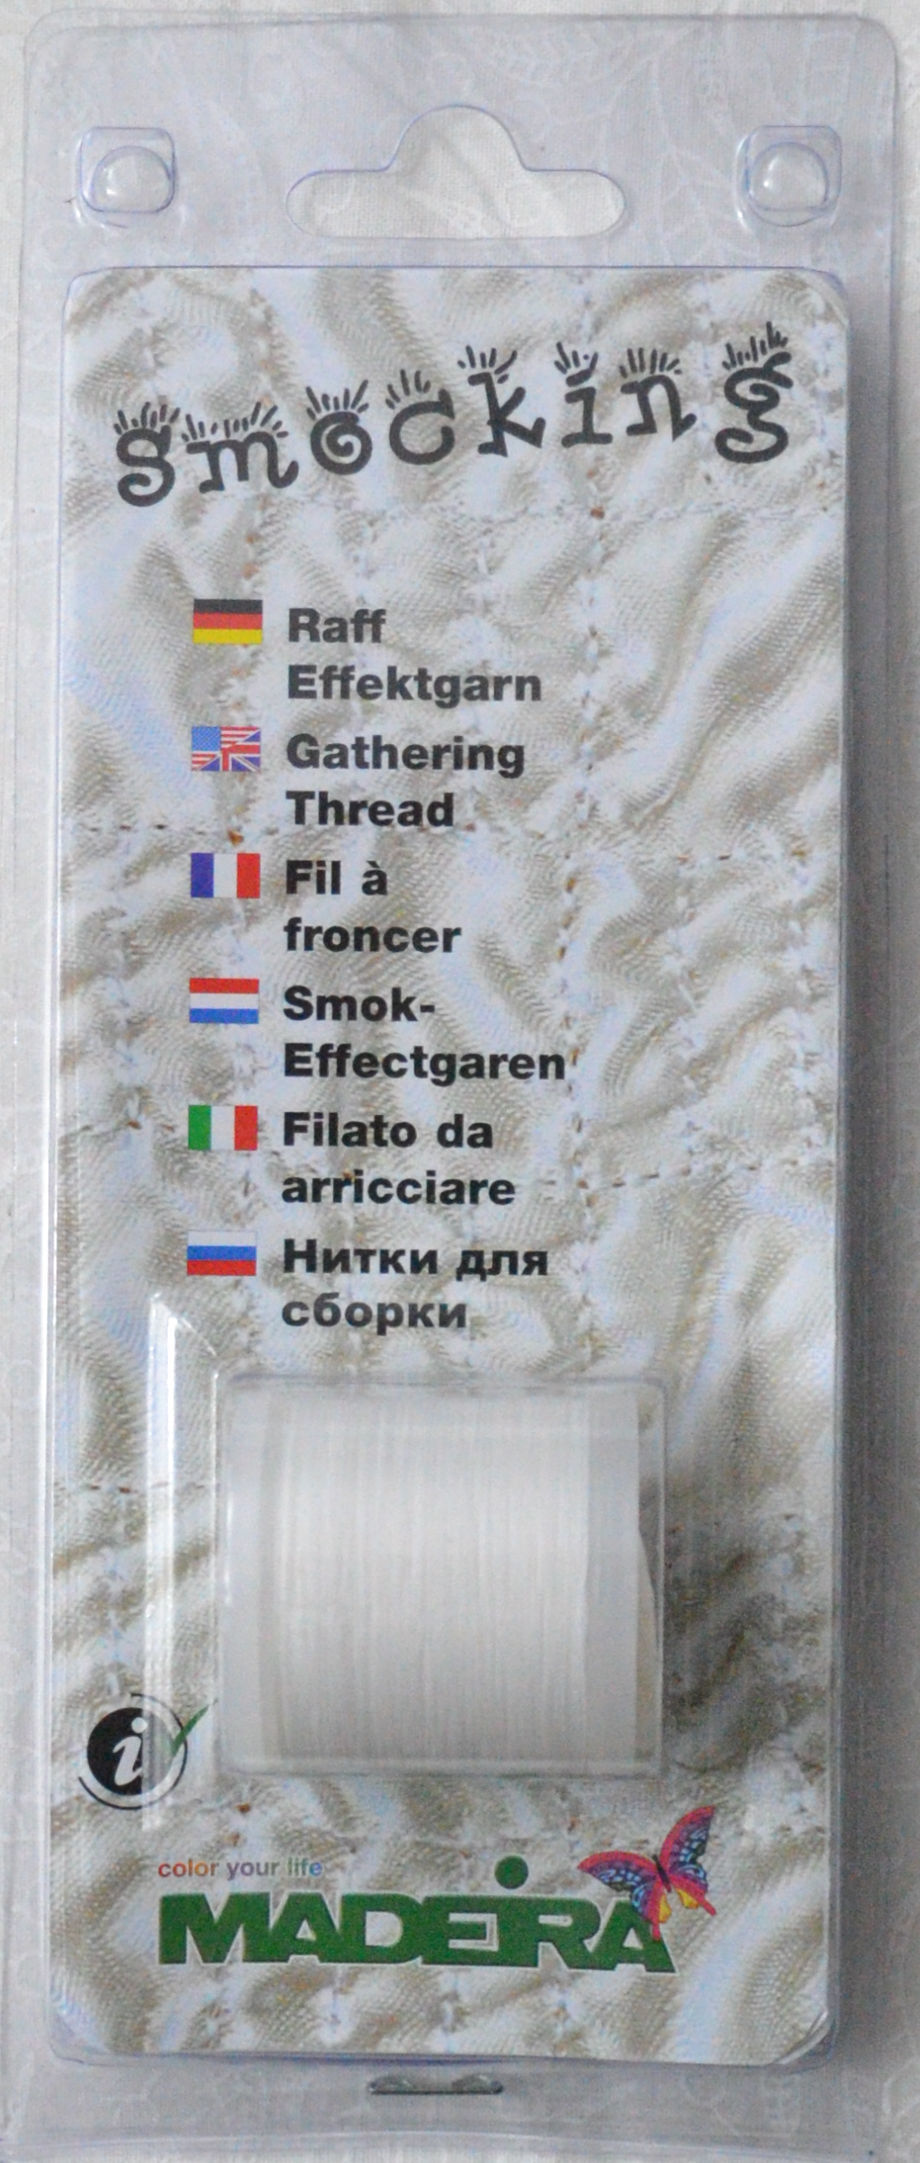 Smocking
Raff
Effektgarn
Gathering
Thread
Fil à
froncer
Smok-
Effectgaren
Filato da
arricciare
Нитки для
сборки
i
color your life
MADEIRA